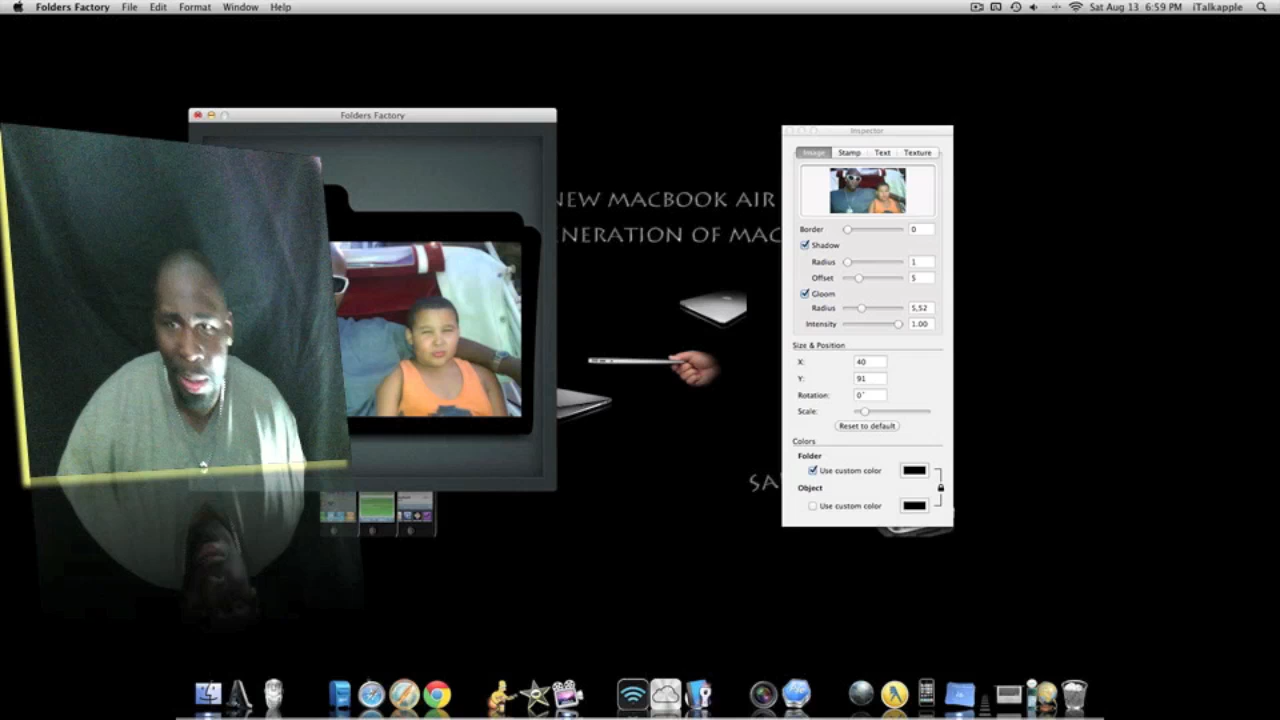 Folders Factory File Edit Format Window Help
Sat Aug 13 6:59 PM iTalkapple
Folders Factory
NEW MACBOOK AIR
NERATION OF MAC
SA
Inspector
Image Stamp Text Texture
Border 0
Shadow
Radius 1
Offset 5
Gloom
Radius 5,52
Intensity 1.00
Size & Position
X: 40
Y: 91
Rotation: 0°
Scale:
Reset to default
Colors
Folder
Use custom color
Object
Use custom color